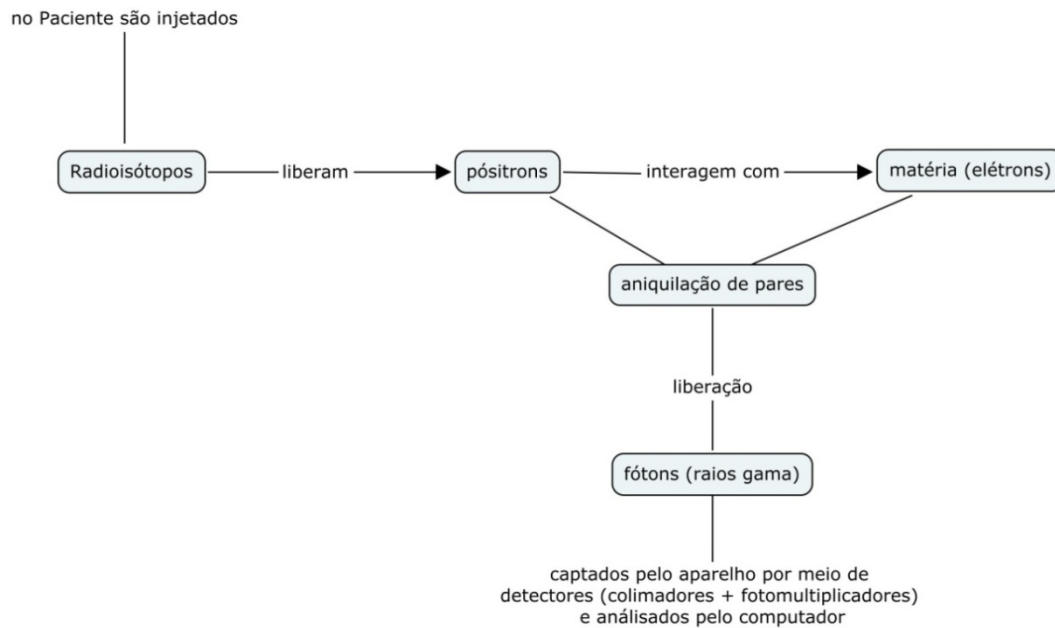 no Paciente são injetados
Radioisótopos
liberam
pósitrons
interagem com
matéria (elétrons)
aniquilação de pares
liberação
fótons (raios gama)
captados pelo aparelho por meio de
detectores (colimadores + fotomultiplicadores)
e análisados pelo computador